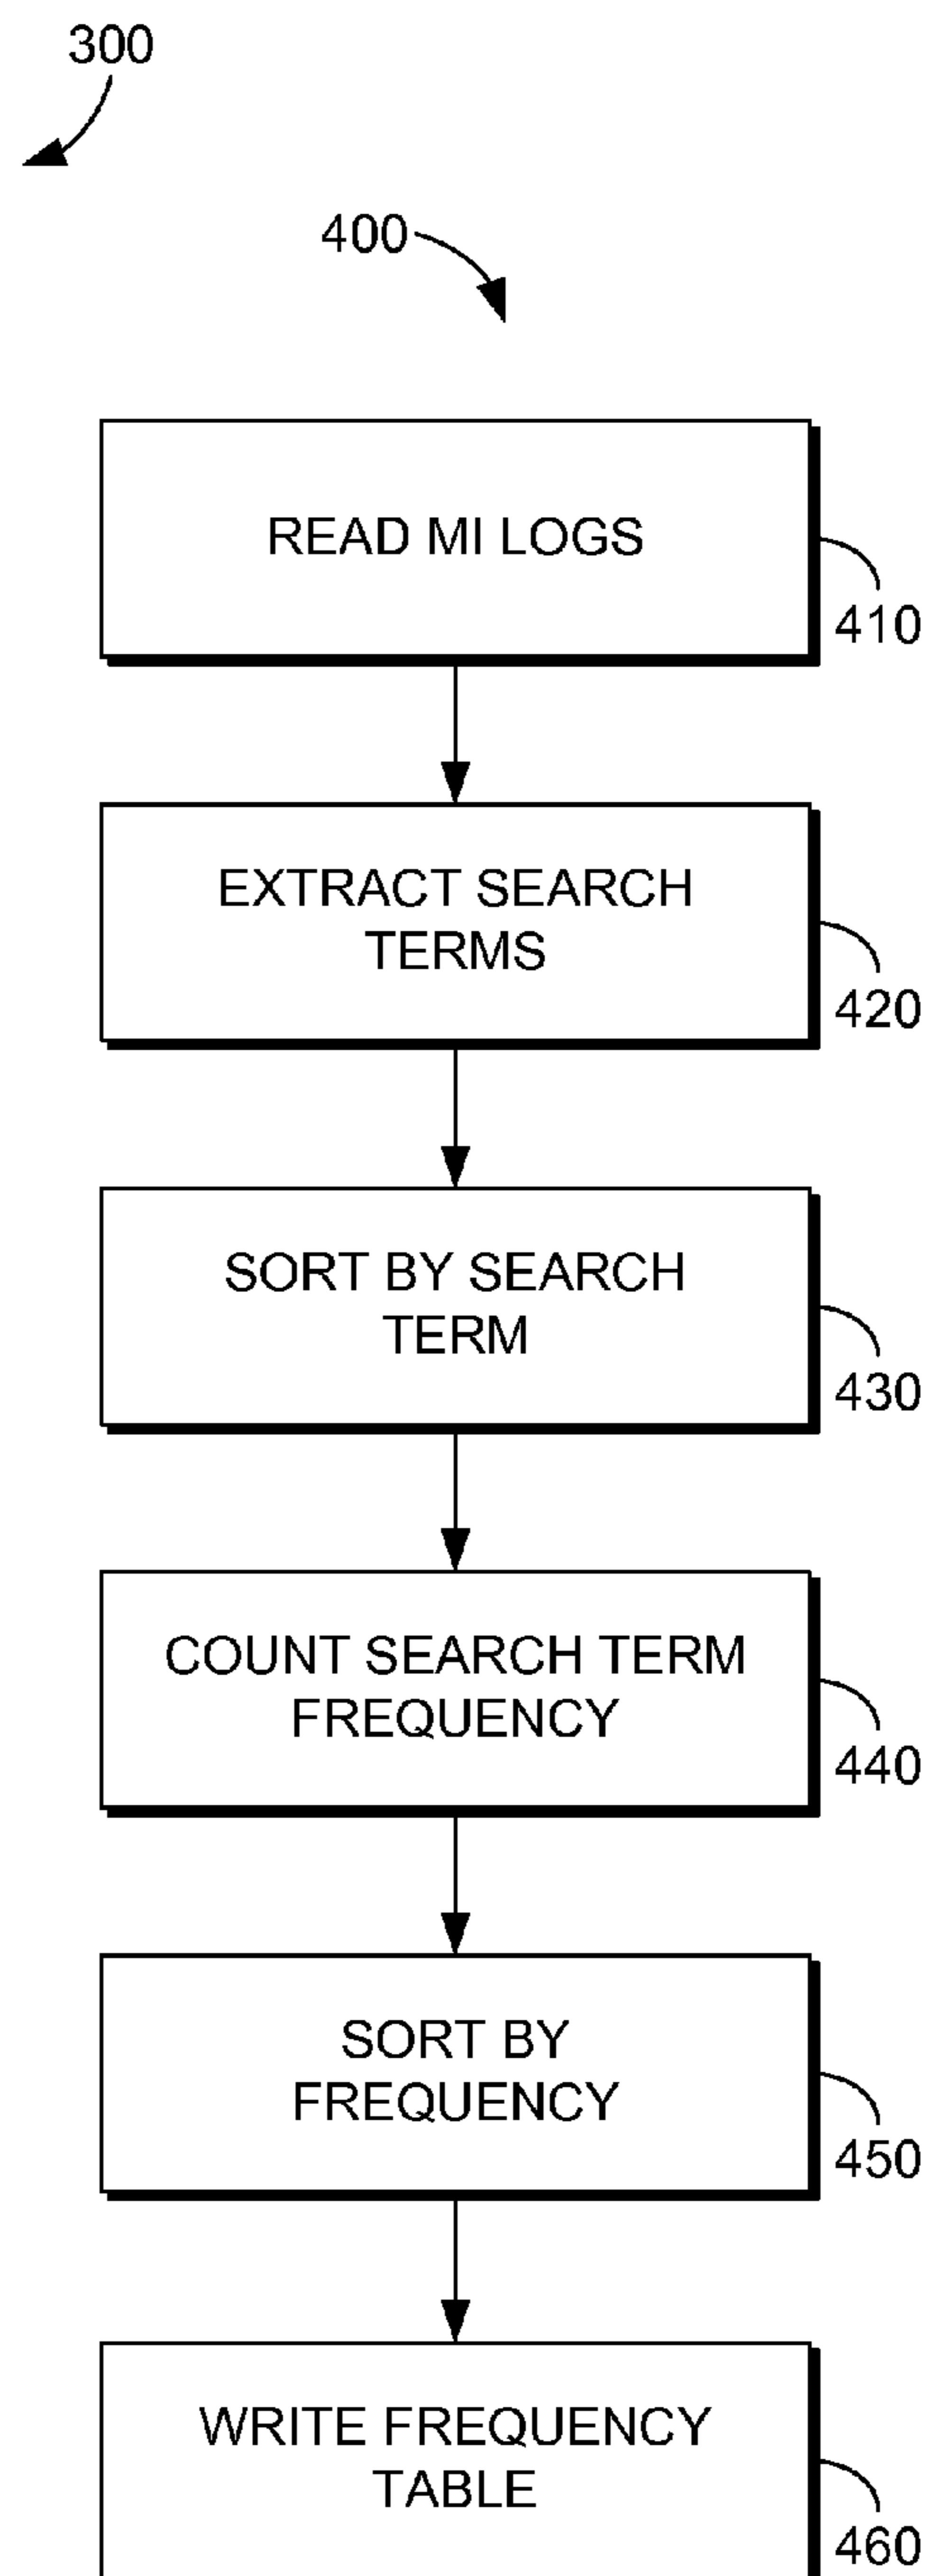 300
400
READ MI LOGS
410
EXTRACT SEARCH
TERMS
420
SORT BY SEARCH
TERM
430
COUNT SEARCH TERM
FREQUENCY
440
SORT BY
FREQUENCY
450
WRITE FREQUENCY
TABLE
460